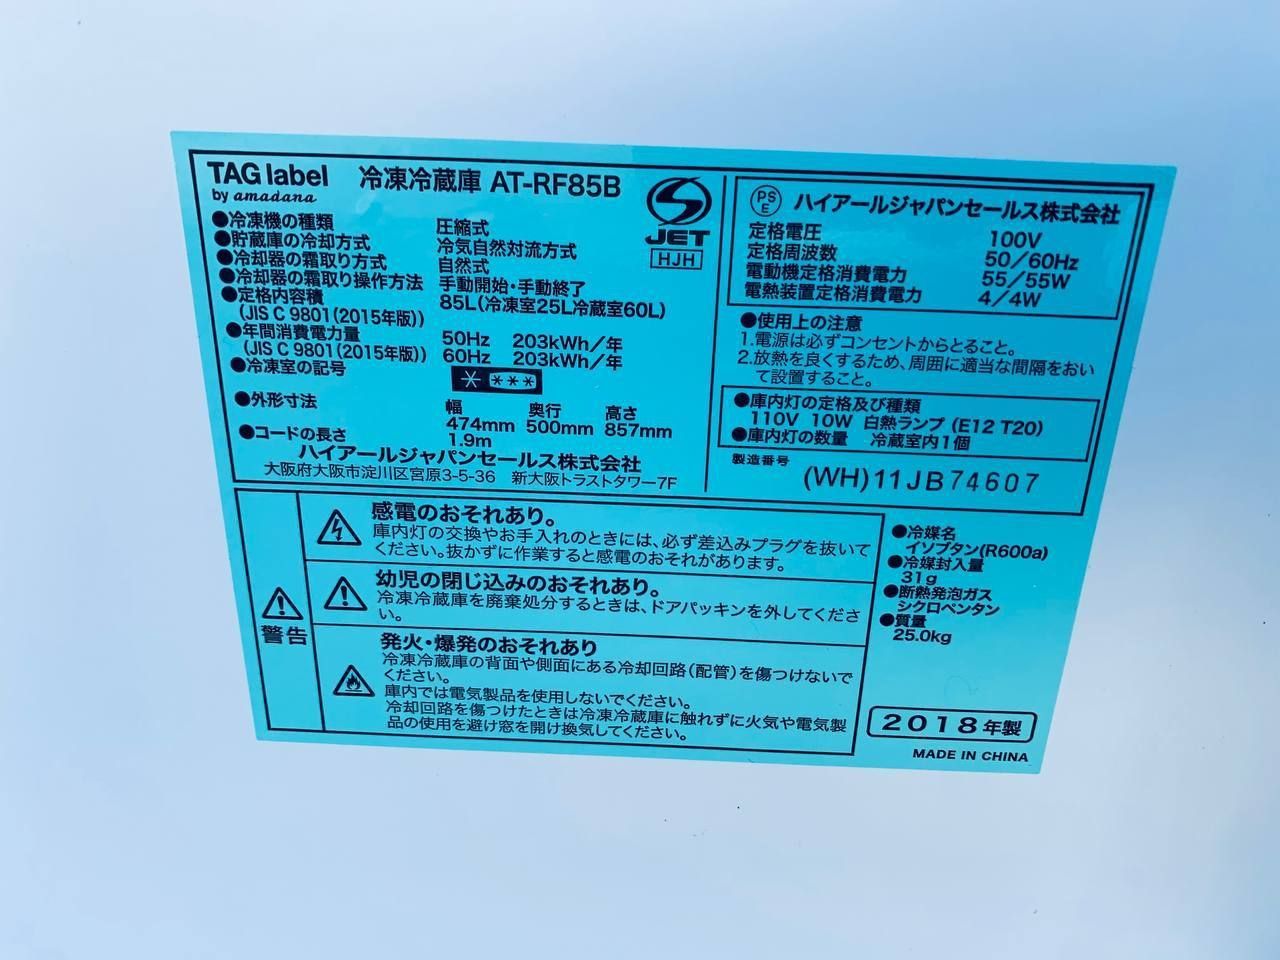 TAG label
by amadana
冷凍冷蔵庫 AT-RF85B
JET
HJH
●冷凍機の種類 圧縮式
●貯蔵庫の冷却方式 冷気自然対流方式
●冷却器の霜取り方式 自然式
●冷却器の霜取り操作方法 手動開始・手動終了
●定格内容積 85L(冷凍室25L冷蔵室60L)
(JIS C 9801(2015年版))
●年間消費電力量 50Hz 203kWh/年
(JIS C 9801(2015年版)) 60Hz 203kWh/年
●冷凍室の記号 * ***
●外形寸法 幅 奥行 高さ
474mm 500mm 857mm
●コードの長さ 1.9m
ハイアールジャパンセールス株式会社
大阪府大阪市淀川区宮原3-5-36 新大阪トラストタワー7F
PS
E
ハイアールジャパンセールス株式会社
定格電圧 100V
定格周波数 50/60Hz
電動機定格消費電力 55/55W
電熱装置定格消費電力 4/4W
●使用上の注意
1.電源は必ずコンセントからとること。
2.放熱を良くするため、周囲に適当な間隔をおい
て設置すること。
●庫内灯の定格及び種類
110V 10W 白熱ランプ (E12 T20)
●庫内灯の数量 冷蔵室内1個
製造番号
(WH)11JB74607
警告
感電のおそれあり。
庫内灯の交換やお手入れのときには、必ず差込みプラグを抜いて
ください。抜かずに作業すると感電のおそれがあります。
幼児の閉じ込みのおそれあり。
冷凍冷蔵庫を廃棄処分するときは、ドアパッキンを外してくださ
い。
発火・爆発のおそれあり
冷凍冷蔵庫の背面や側面にある冷却回路(配管)を傷つけないで
ください。
庫内では電気製品を使用しないでください。
冷却回路を傷つけたときは冷凍冷蔵庫に触れずに火気や電気製
品の使用を避け窓を開け換気してください。
●冷媒名
イソブタン(R600a)
●冷媒封入量
31g
●断熱発泡ガス
シクロペンタン
●質量
25.0kg
2018年製
MADE IN CHINA